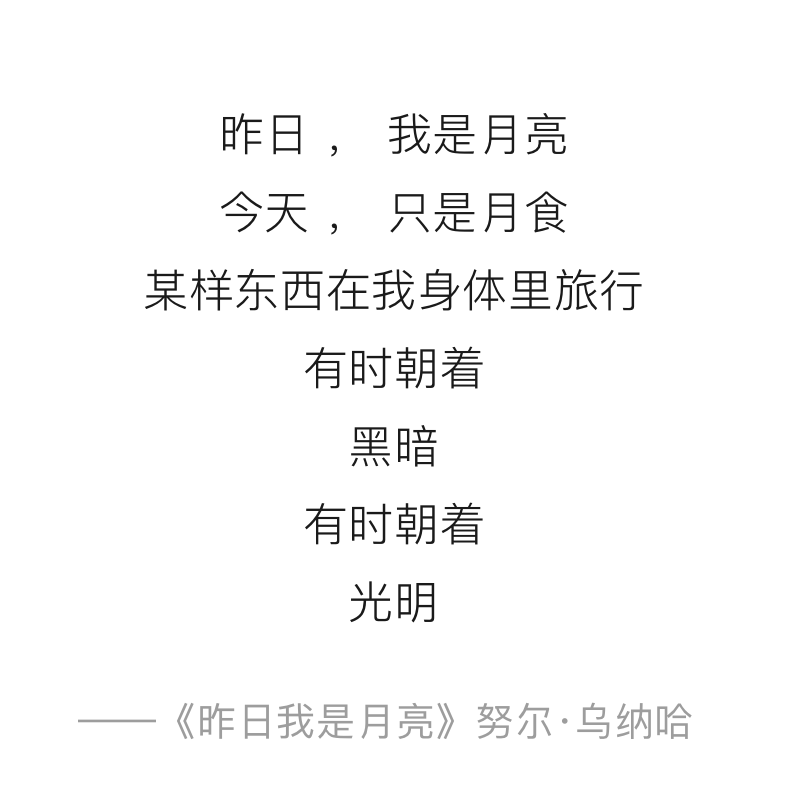 昨日， 我是月亮
今天， 只是月食
某样东西在我身体里旅行
有时朝着
黑暗
有时朝着
光明
——《昨日我是月亮》努尔·乌纳哈